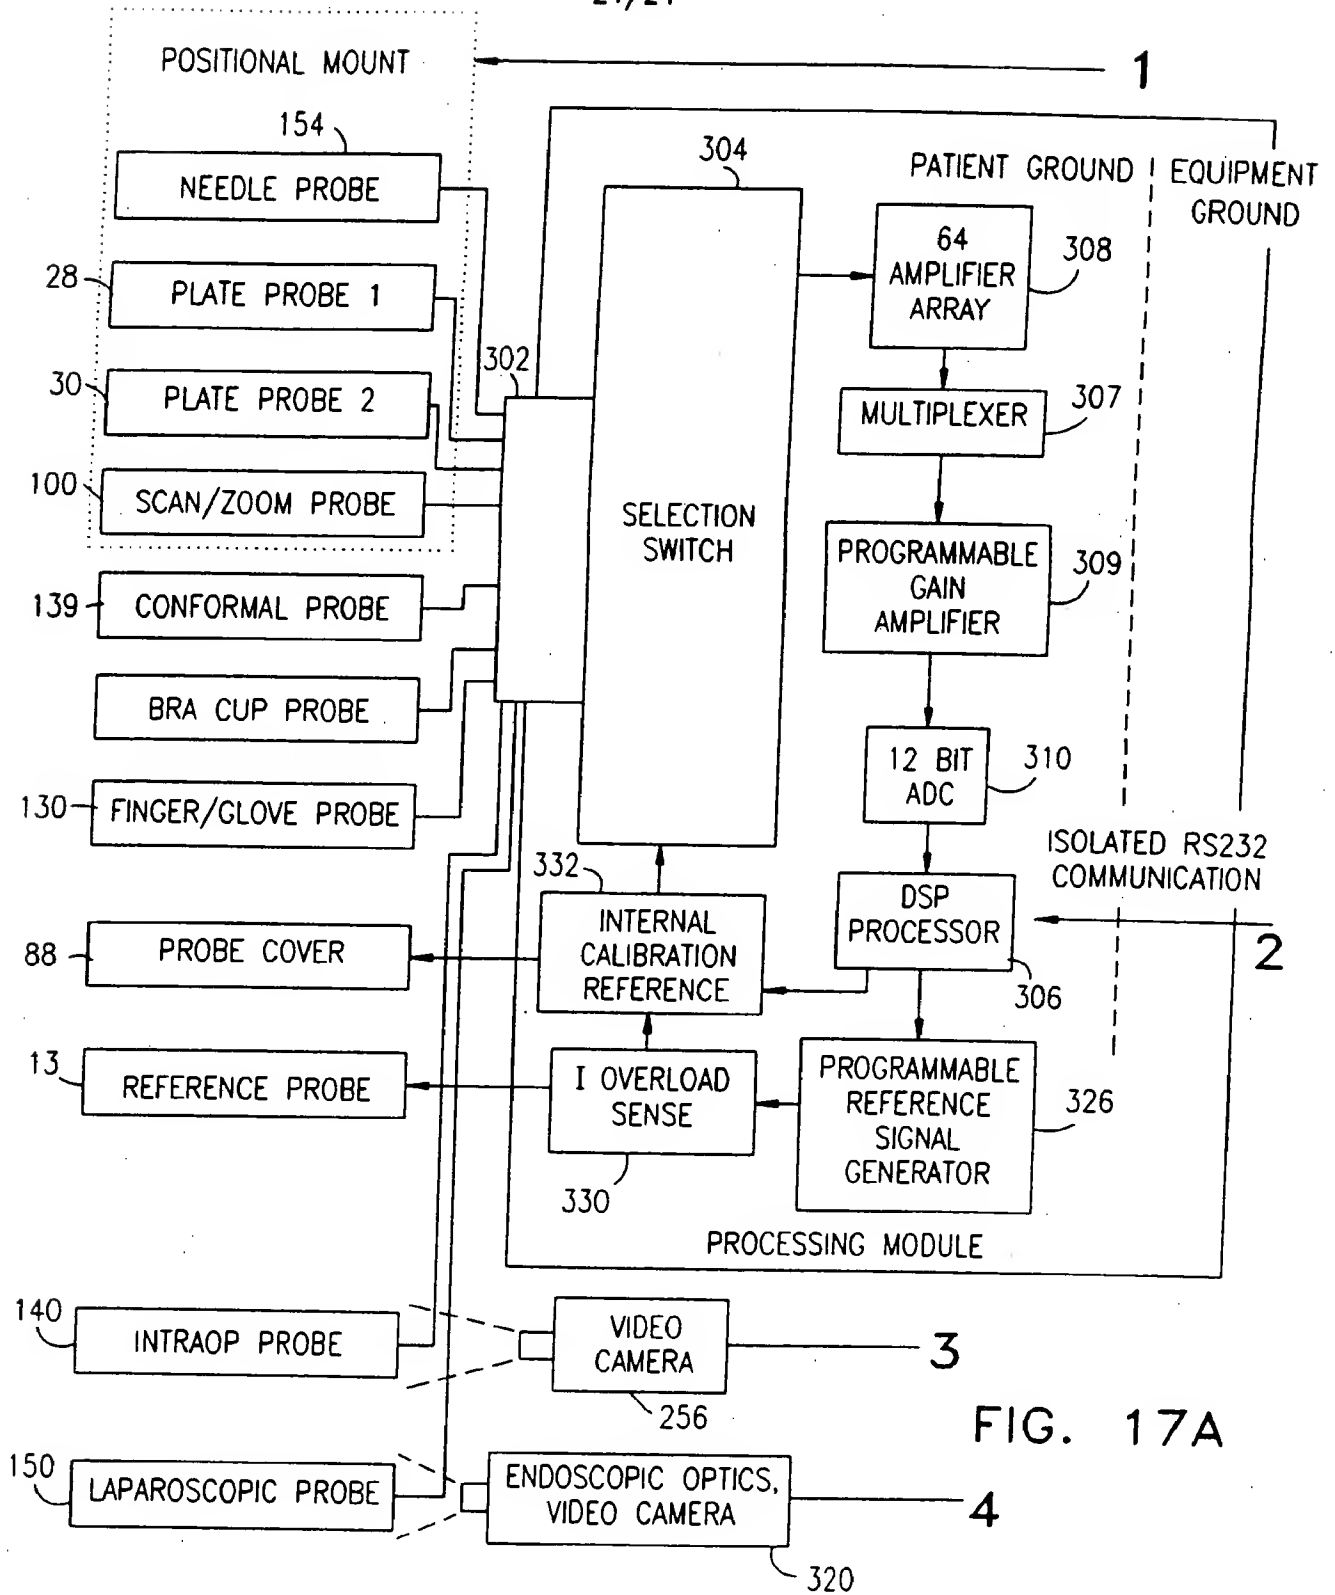 POSITIONAL MOUNT
1
154
NEEDLE PROBE
28
PLATE PROBE 1
30
PLATE PROBE 2
100
SCAN/ZOOM PROBE
139
CONFORMAL PROBE
BRA CUP PROBE
130
FINGER/GLOVE PROBE
88
PROBE COVER
13
REFERENCE PROBE
302
304
SELECTION
SWITCH
PATIENT GROUND
EQUIPMENT
GROUND
64
AMPLIFIER
ARRAY
308
MULTIPLEXER
307
PROGRAMMABLE
GAIN
AMPLIFIER
309
12 BIT
ADC
310
ISOLATED RS232
COMMUNICATION
2
DSP
PROCESSOR
306
332
INTERNAL
CALIBRATION
REFERENCE
I OVERLOAD
SENSE
330
PROGRAMMABLE
REFERENCE
SIGNAL
GENERATOR
326
PROCESSING MODULE
140
INTRAOP PROBE
VIDEO
CAMERA
256
3
FIG. 17A
150
LAPAROSCOPIC PROBE
ENDOSCOPIC OPTICS,
VIDEO CAMERA
320
4